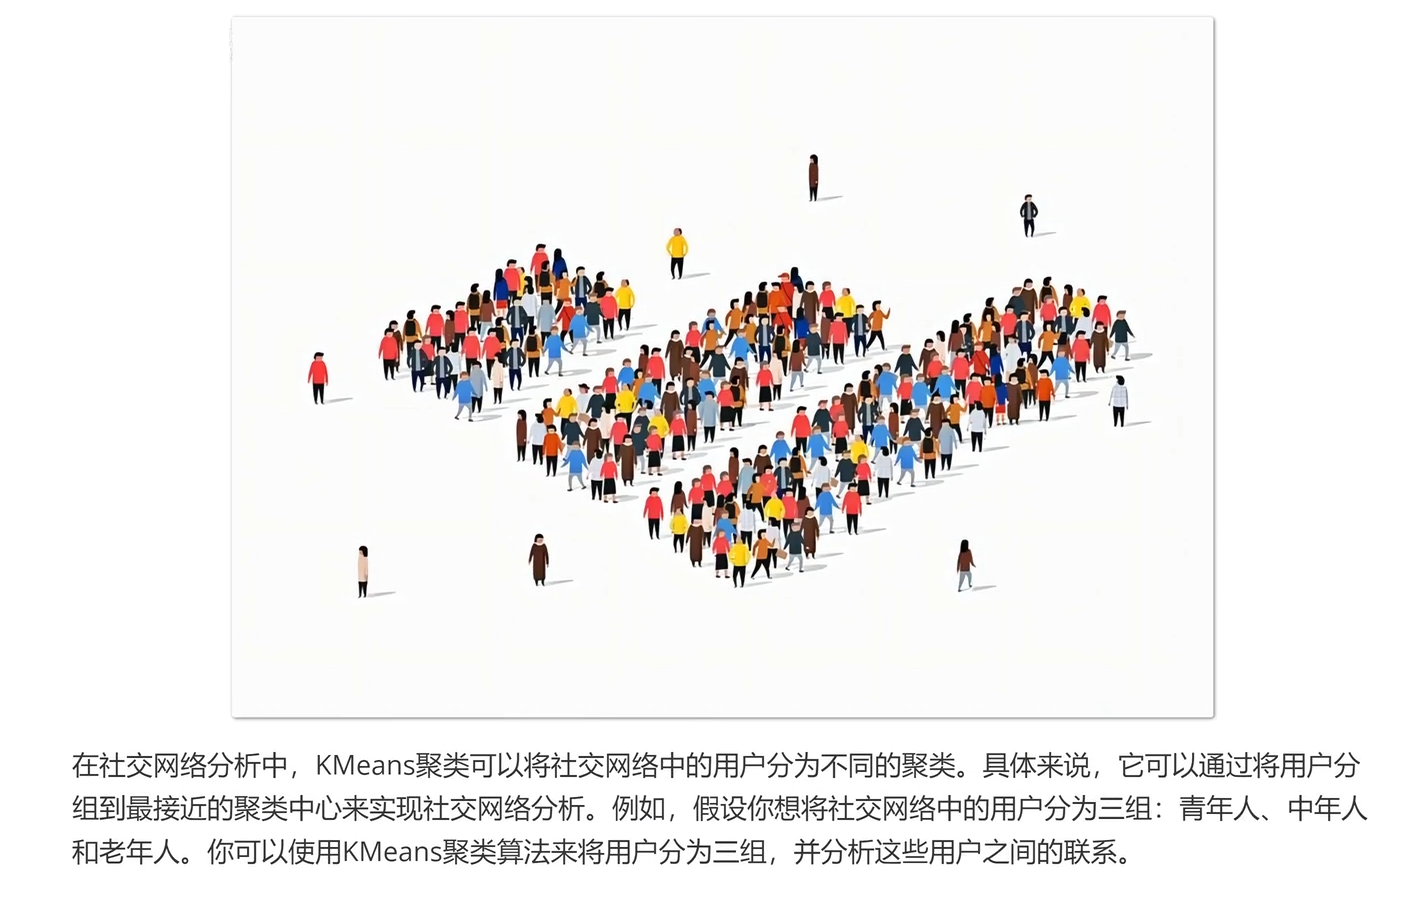 在社交网络分析中，KMeans聚类可以将社交网络中的用户分为不同的聚类。具体来说，它可以通过将用户分
组到最接近的聚类中心来实现社交网络分析。例如，假设你想将社交网络中的用户分为三组：青年人、中年人
和老年人。你可以使用KMeans聚类算法来将用户分为三组，并分析这些用户之间的联系。